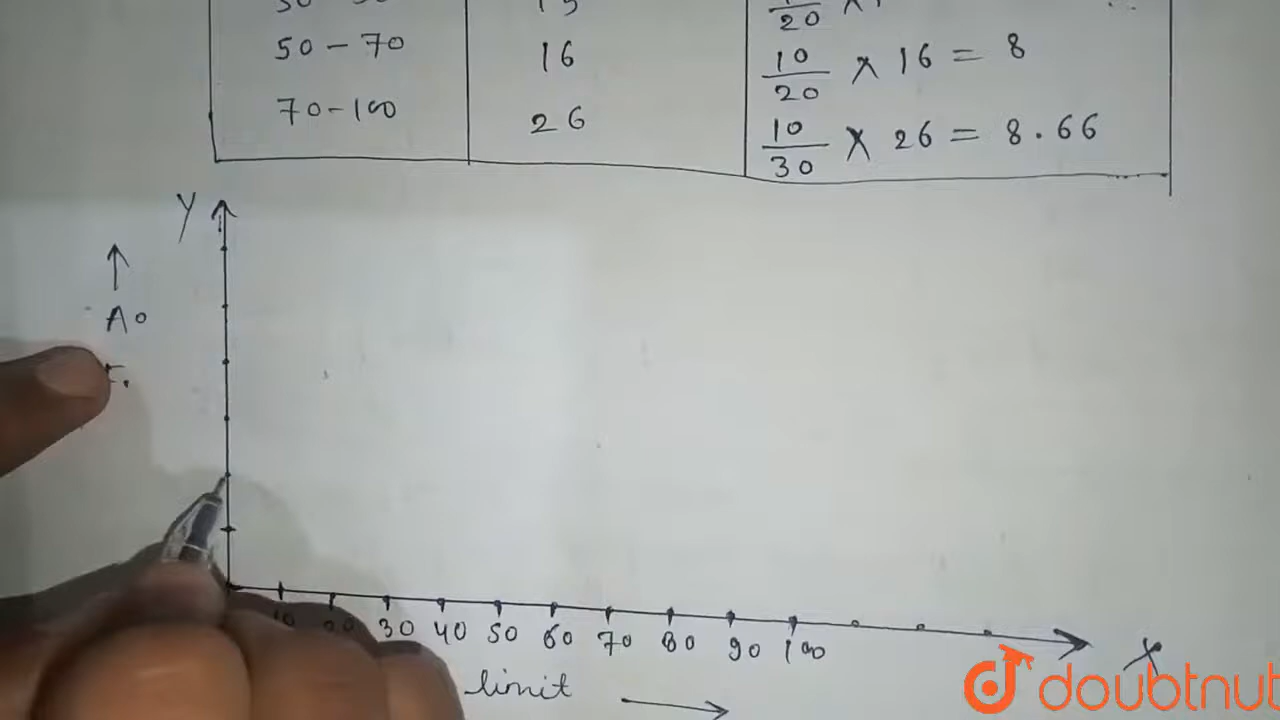 50 - 70 16 10/20 × 16 = 8
70 - 100 26 10/30 × 26 = 8.66
Y
A0
30 40 50 60 70 80 90 100
X
limit
doubtnut